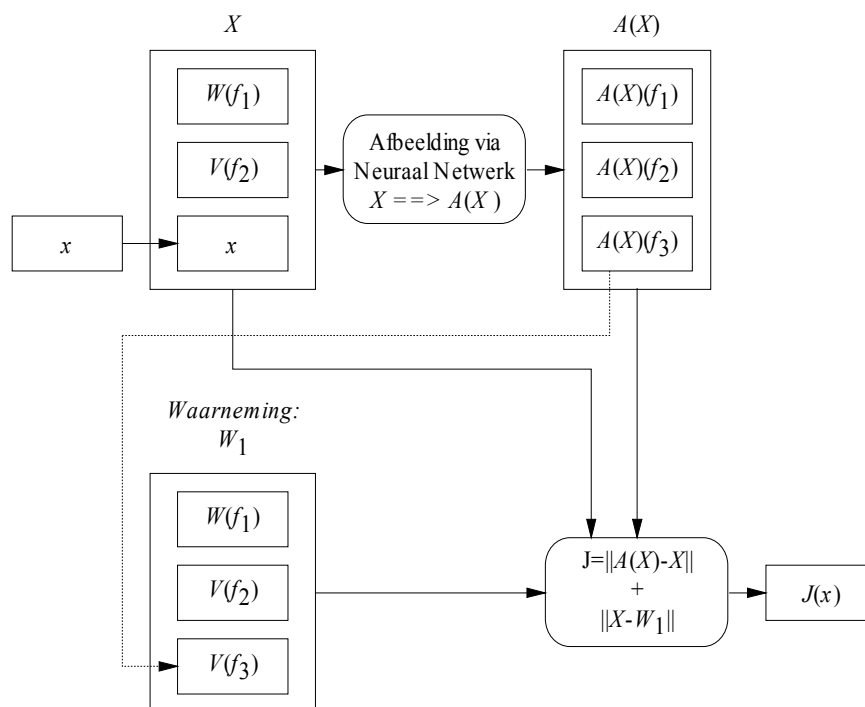 X
A(X)
W(f1)
V(f2)
x
x
Afbeelding via
Neuraal Netwerk
X ==> A(X )
A(X)(f1)
A(X)(f2)
A(X)(f3)
Waarneming:
W1
W(f1)
V(f2)
V(f3)
J=||A(X)-X||
+
||X-W1||
J(x)